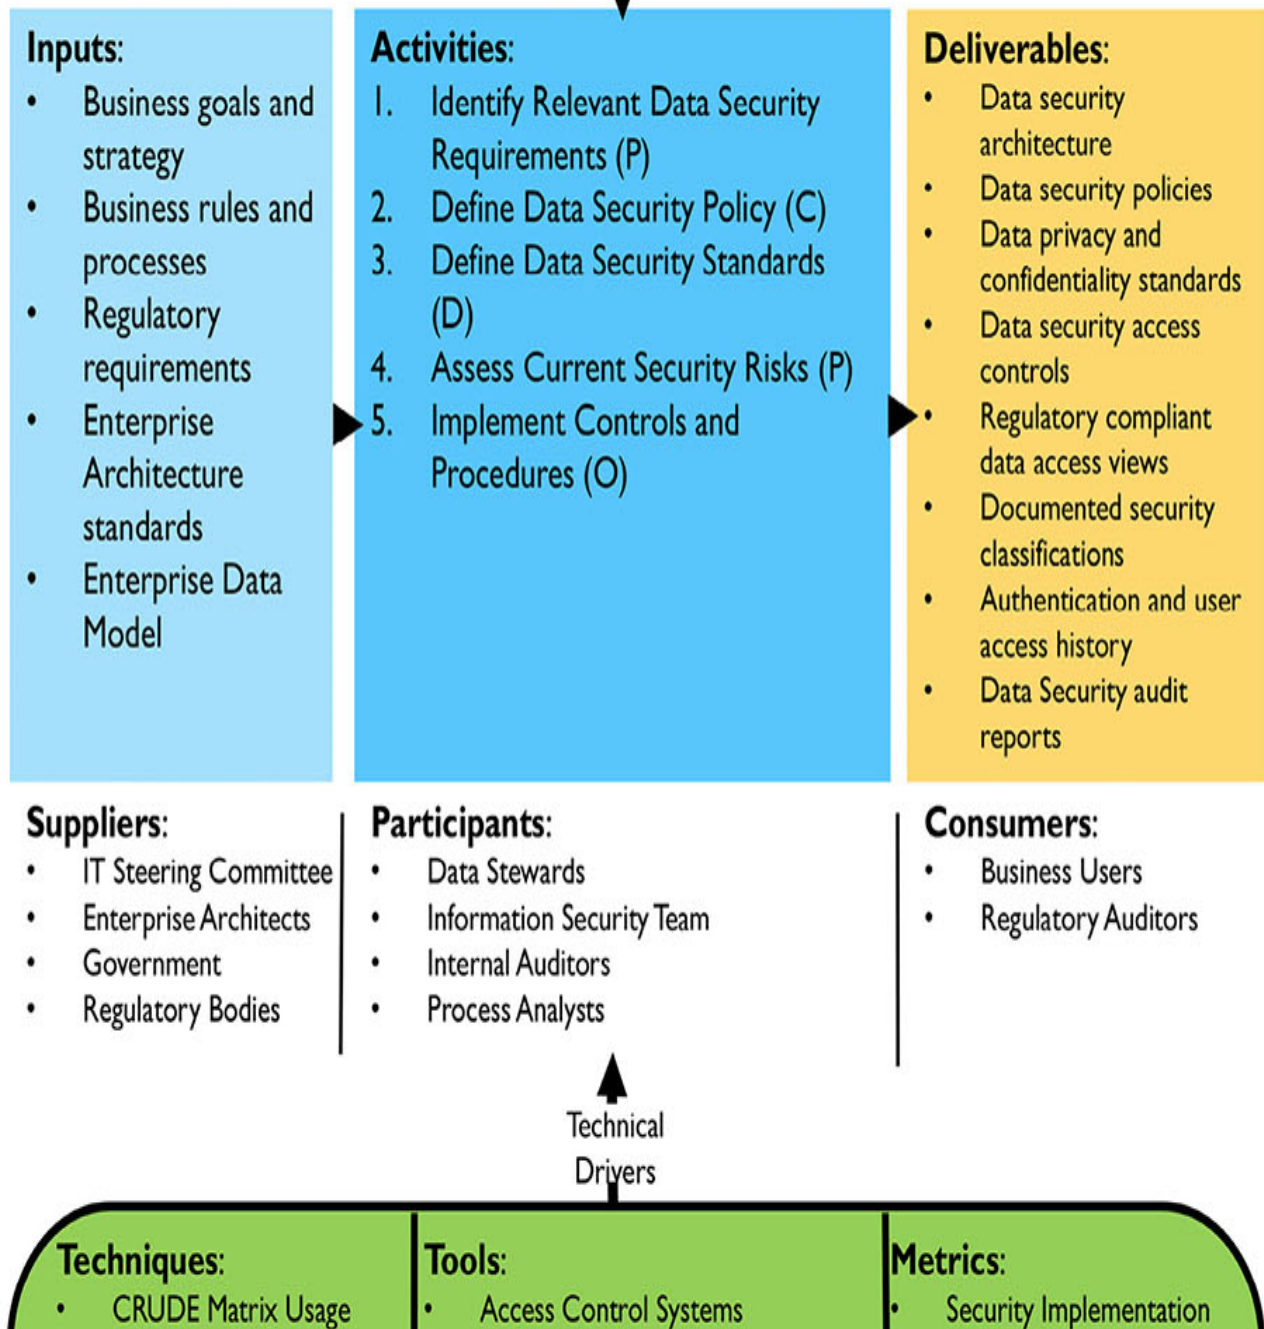 Inputs:
• Business goals and
strategy
• Business rules and
processes
• Regulatory
requirements
• Enterprise
Architecture
standards
• Enterprise Data
Model
Activities:
1. Identify Relevant Data Security
Requirements (P)
2. Define Data Security Policy (C)
3. Define Data Security Standards
(D)
4. Assess Current Security Risks (P)
5. Implement Controls and
Procedures (O)
Deliverables:
• Data security
architecture
• Data security policies
• Data privacy and
confidentiality standards
• Data security access
controls
• Regulatory compliant
data access views
• Documented security
classifications
• Authentication and user
access history
• Data Security audit
reports
Suppliers:
• IT Steering Committee
• Enterprise Architects
• Government
• Regulatory Bodies
Participants:
• Data Stewards
• Information Security Team
• Internal Auditors
• Process Analysts
Consumers:
• Business Users
• Regulatory Auditors
Technical
Drivers
Techniques:
• CRUDE Matrix Usage
Tools:
• Access Control Systems
Metrics:
• Security Implementation